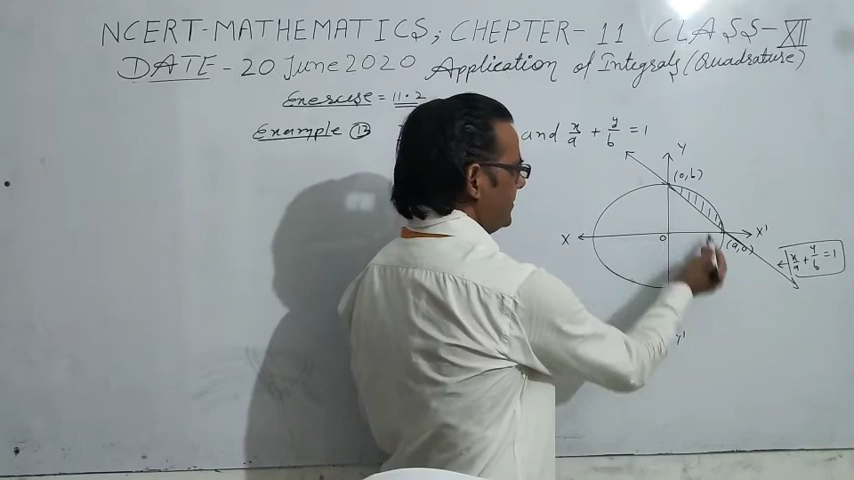 NCERT-MATHEMATICS, CHEPTER-11 CLASS-XII
DATE-20 June 2020 Application of Integrals (Quadrature)
Exercise = 11.2
Example 13 and x/a + y/b = 1
Y
(0,b)
X O X'
(a,0)
x/a + y/b = 1
Y'